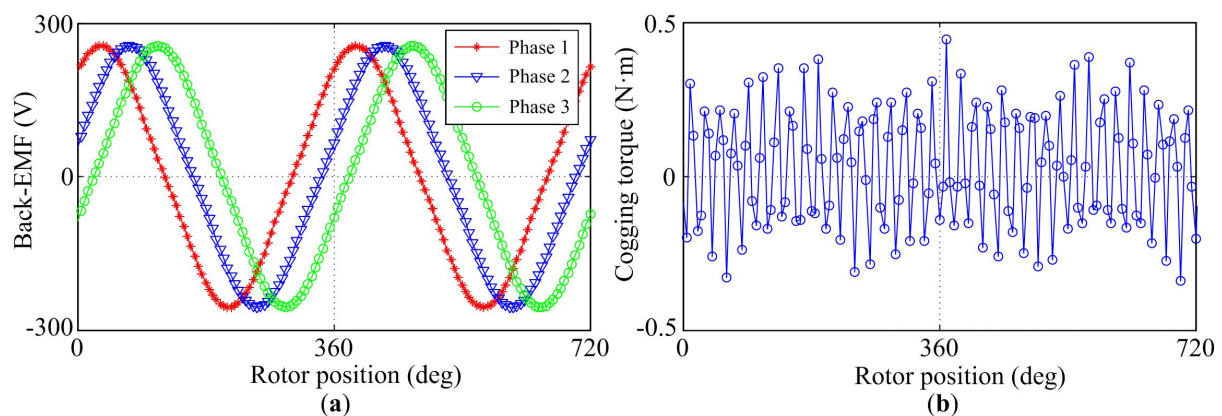 300
0
-300
Back-EMF (V)
Phase 1
Phase 2
Phase 3
0
360
720
Rotor position (deg)
(a)
0.5
0
-0.5
Cogging torque (N·m)
0
360
720
Rotor position (deg)
(b)